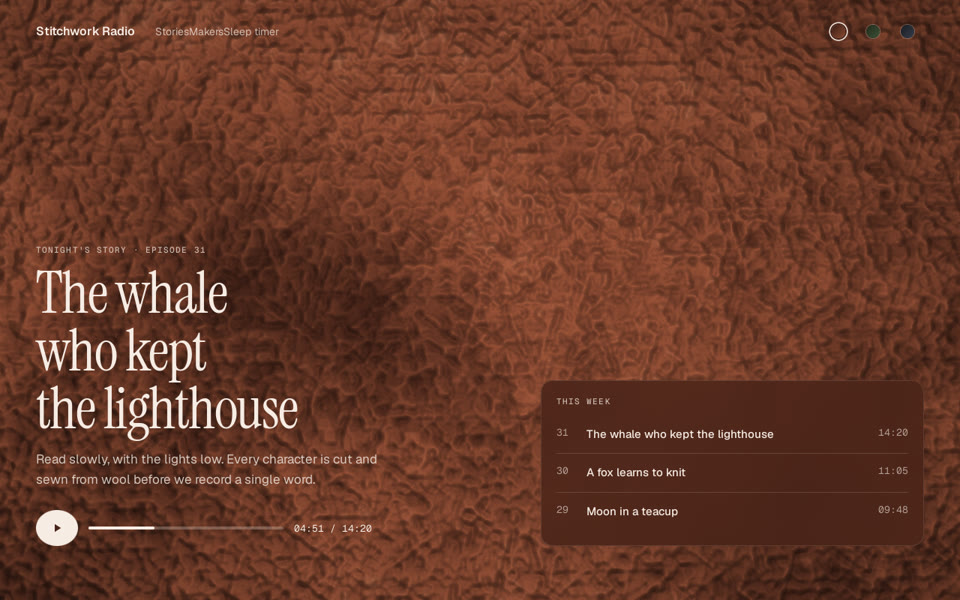 Stitchwork Radio
Stories Makers Sleep timer
TONIGHT'S STORY · EPISODE 31
The whale
who kept
the lighthouse
Read slowly, with the lights low. Every character is cut and
sewn from wool before we record a single word.
04:51 / 14:20
THIS WEEK
31 The whale who kept the lighthouse 14:20
30 A fox learns to knit 11:05
29 Moon in a teacup 09:48